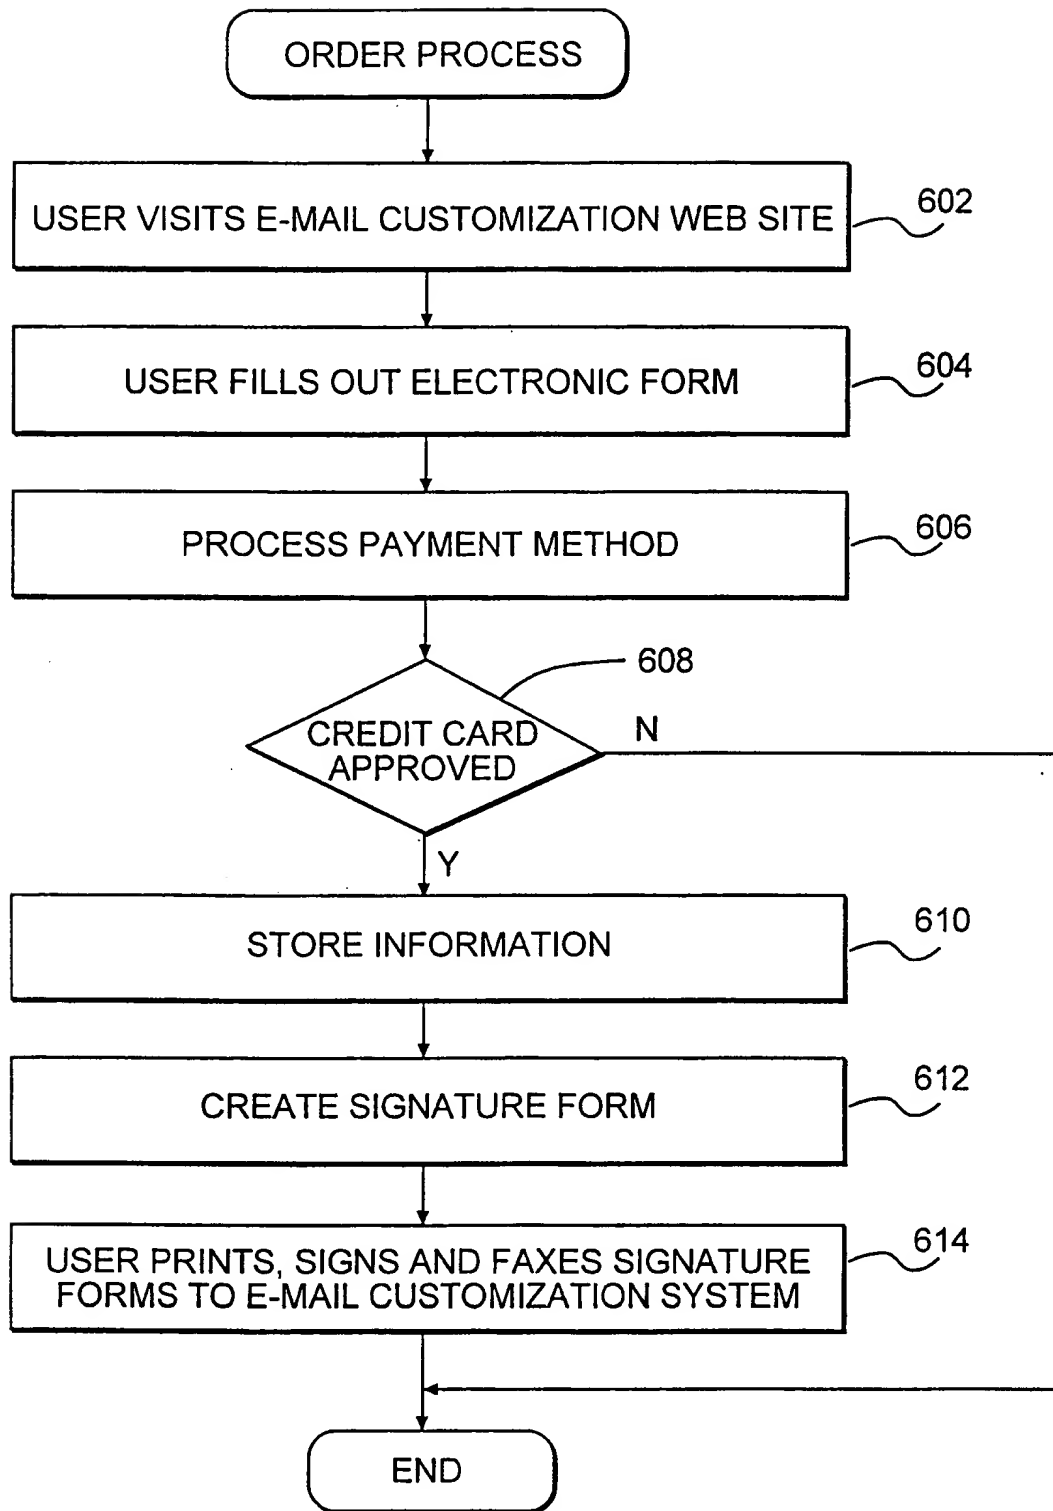 ORDER PROCESS
USER VISITS E-MAIL CUSTOMIZATION WEB SITE
602
USER FILLS OUT ELECTRONIC FORM
604
PROCESS PAYMENT METHOD
606
608
CREDIT CARD
APPROVED
N
Y
STORE INFORMATION
610
CREATE SIGNATURE FORM
612
USER PRINTS, SIGNS AND FAXES SIGNATURE
FORMS TO E-MAIL CUSTOMIZATION SYSTEM
614
END